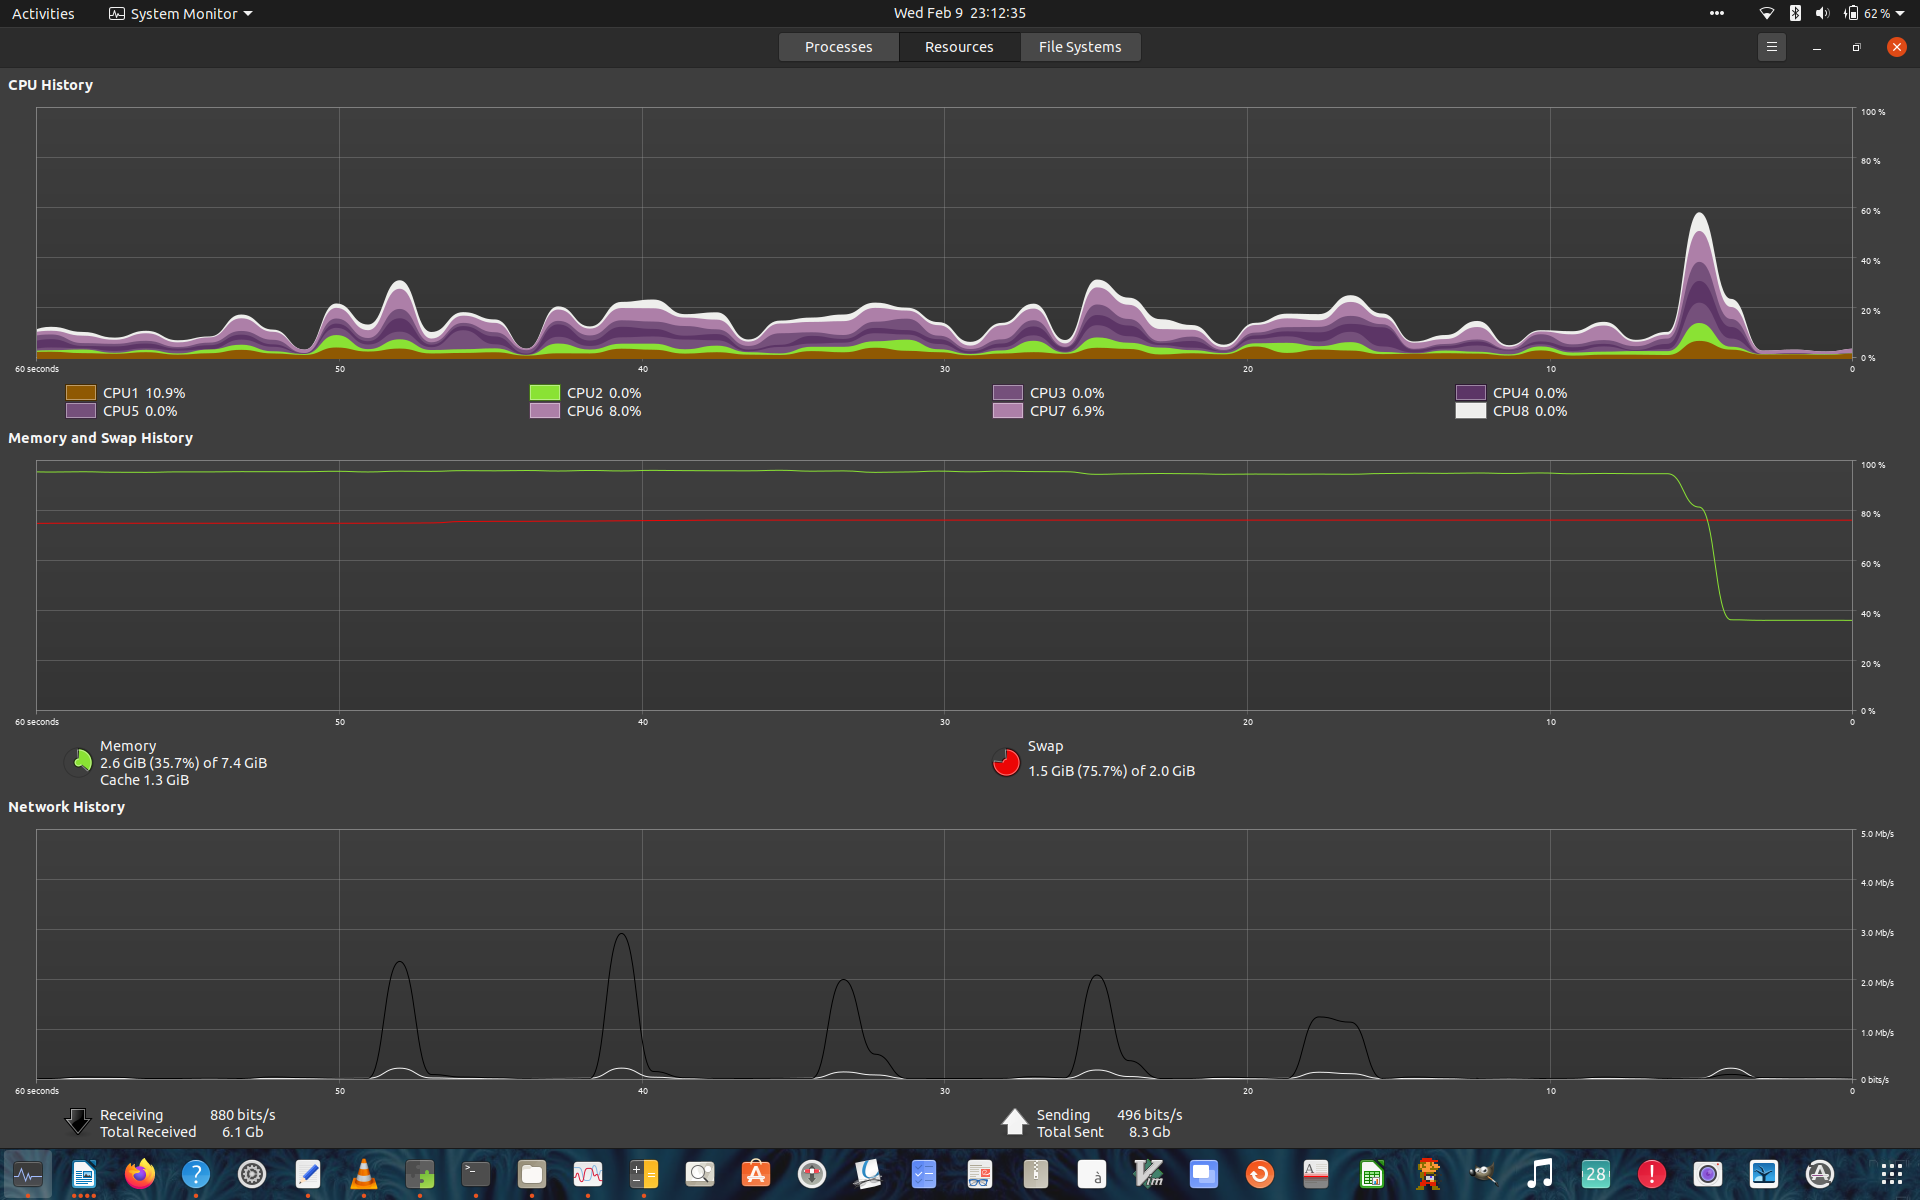 Activities System Monitor Wed Feb 9 23:12:35 62 %
Processes Resources File Systems
CPU History
100 %
80 %
60 %
40 %
20 %
0 %
60 seconds 50 40 30 20 10 0
CPU1 10.9% CPU2 0.0% CPU3 0.0% CPU4 0.0%
CPU5 0.0% CPU6 8.0% CPU7 6.9% CPU8 0.0%
Memory and Swap History
100 %
80 %
60 %
40 %
20 %
0 %
60 seconds 50 40 30 20 10 0
Memory
2.6 GiB (35.7%) of 7.4 GiB
Cache 1.3 GiB
Swap
1.5 GiB (75.7%) of 2.0 GiB
Network History
5.0 Mb/s
4.0 Mb/s
3.0 Mb/s
2.0 Mb/s
1.0 Mb/s
0 bits/s
60 seconds 50 40 30 20 10 0
Receiving 880 bits/s
Total Received 6.1 Gb
Sending 496 bits/s
Total Sent 8.3 Gb
? >_ à Vim A 28 !